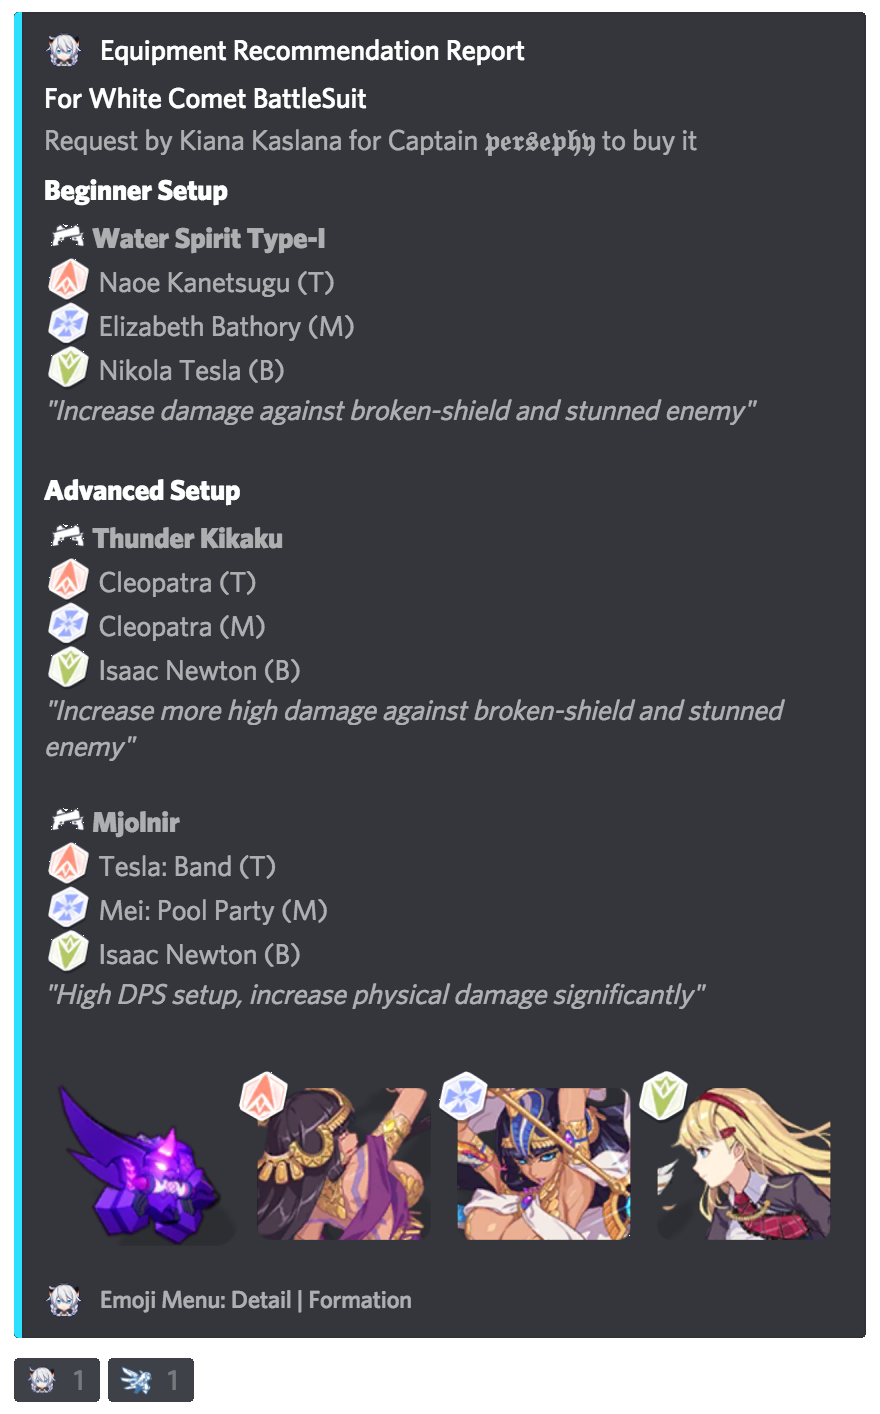 Equipment Recommendation Report
For White Comet BattleSuit
Request by Kiana Kaslana for Captain 𝖕𝖊𝖗𝖘𝖊𝖕𝖍𝖞 to buy it
Beginner Setup
Water Spirit Type-I
Naoe Kanetsugu (T)
Elizabeth Bathory (M)
Nikola Tesla (B)
"Increase damage against broken-shield and stunned enemy"
Advanced Setup
Thunder Kikaku
Cleopatra (T)
Cleopatra (M)
Isaac Newton (B)
"Increase more high damage against broken-shield and stunned
enemy"
Mjolnir
Tesla: Band (T)
Mei: Pool Party (M)
Isaac Newton (B)
"High DPS setup, increase physical damage significantly"
Emoji Menu: Detail | Formation
1 1